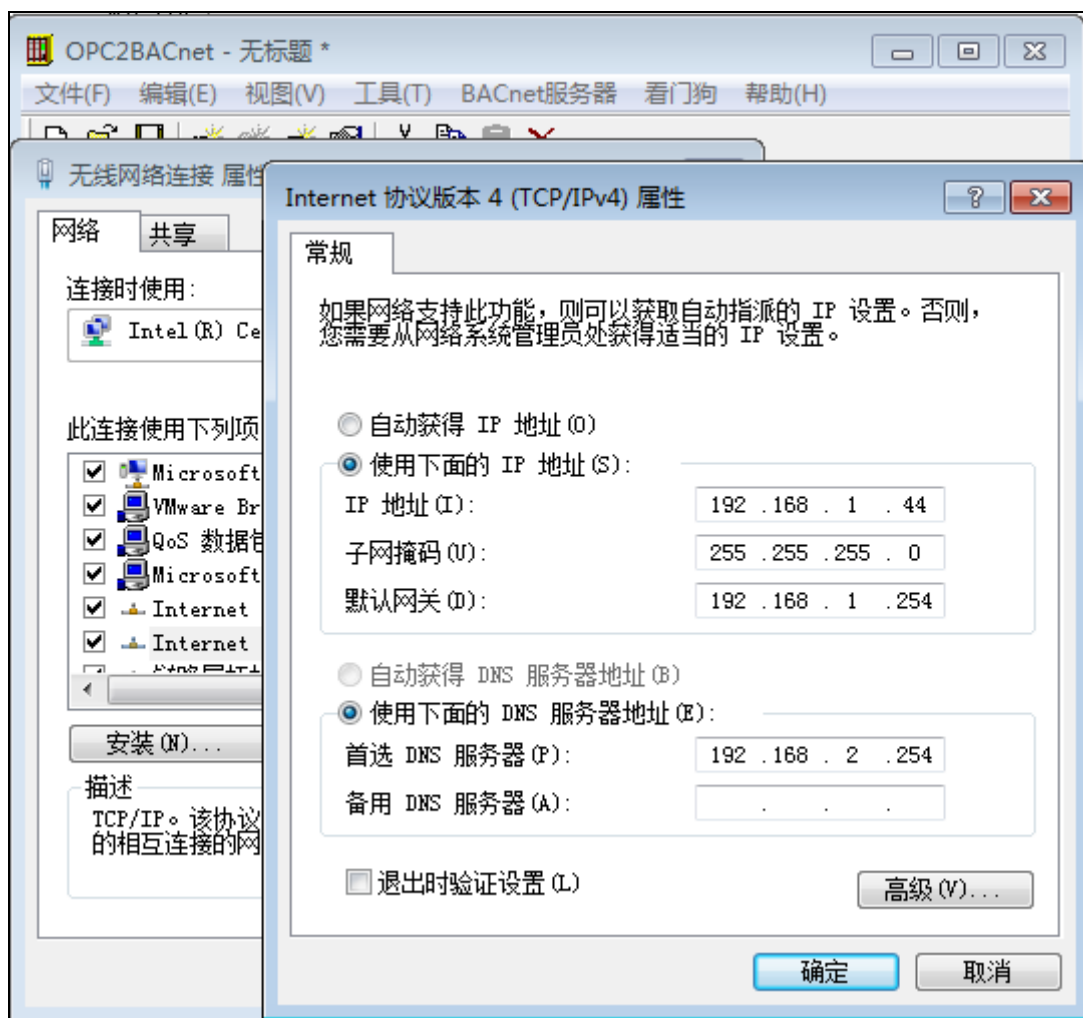 OPC2BACnet - 无标题 *
文件(F) 编辑(E) 视图(V) 工具(T) BACnet服务器 看门狗 帮助(H)
无线网络连接 属性
Internet 协议版本 4 (TCP/IPv4) 属性
网络 共享
常规
连接时使用:
Intel(R) Ce
如果网络支持此功能，则可以获取自动指派的 IP 设置。否则，
您需要从网络系统管理员处获得适当的 IP 设置。
此连接使用下列项
Microsoft
VMware Br
QoS 数据包
Microsoft
Internet
Internet
自动获得 IP 地址(O)
使用下面的 IP 地址(S):
IP 地址(I): 192 .168 . 1 . 44
子网掩码(U): 255 .255 .255 . 0
默认网关(D): 192 .168 . 1 .254
自动获得 DNS 服务器地址(B)
使用下面的 DNS 服务器地址(E):
首选 DNS 服务器(P): 192 .168 . 2 .254
备用 DNS 服务器(A): . . .
安装(N)...
描述
TCP/IP。该协议
的相互连接的网
退出时验证设置(L)
高级(V)...
确定 取消